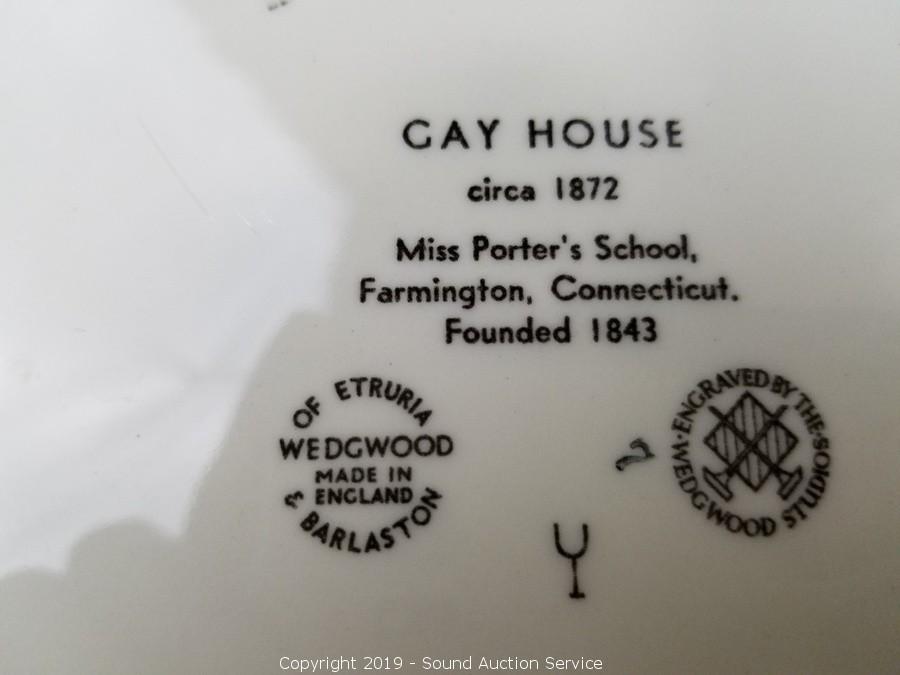 GAY HOUSE
circa 1872
Miss Porter's School,
Farmington, Connecticut.
Founded 1843
OF ETRURIA
WEDGWOOD
MADE IN
ENGLAND
& BARLASTON
ENGRAVED BY THE STUDIOS
WEDGWOOD
Copyright 2019 - Sound Auction Service